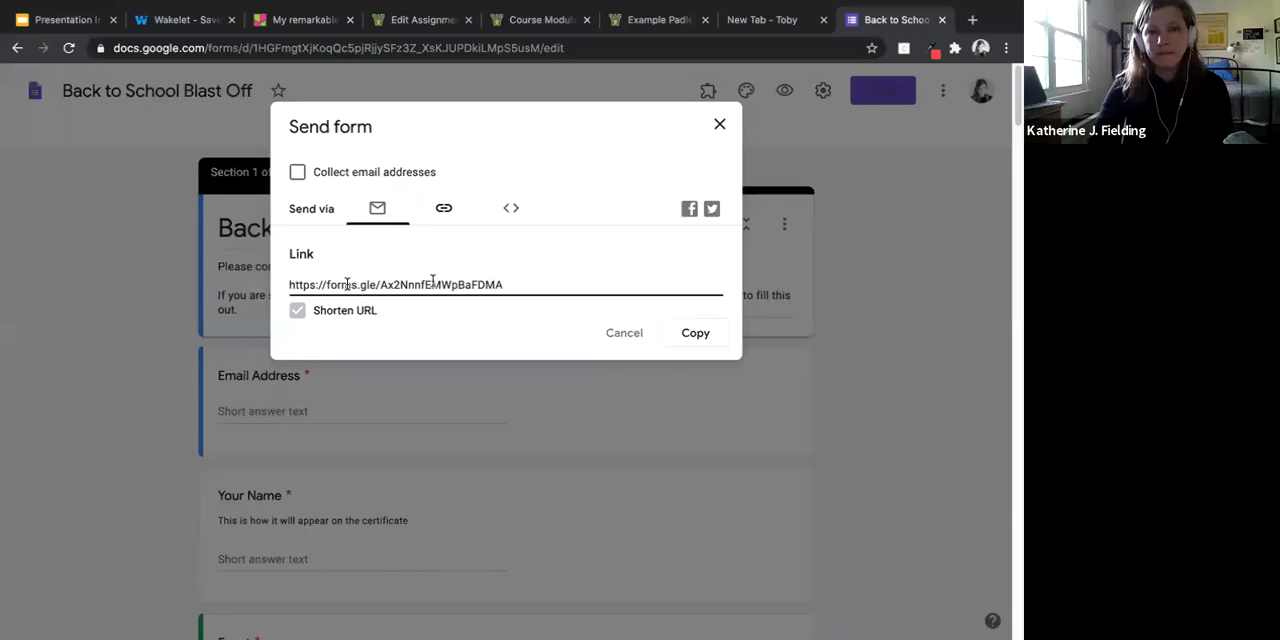 Presentation I
Wakelet - Save
My remarkable
Edit Assignme
Course Module
Example Padle
New Tab - Toby
Back to Schoo
docs.google.com/forms/d/1HGFmgtXjKoqQc5pjRjjySFz3Z_XsKJUPDkiLMpS5usM/edit
Back to School Blast Off
Katherine J. Fielding
Send form
Collect email addresses
Section 1 of
Send via
Back
Link
Please co
https://forms.gle/Ax2NnnfEMWpBaFDMA
If you are to fill this
out.
Shorten URL
Cancel
Copy
Email Address *
Short answer text
Your Name *
This is how it will appear on the certificate
Short answer text